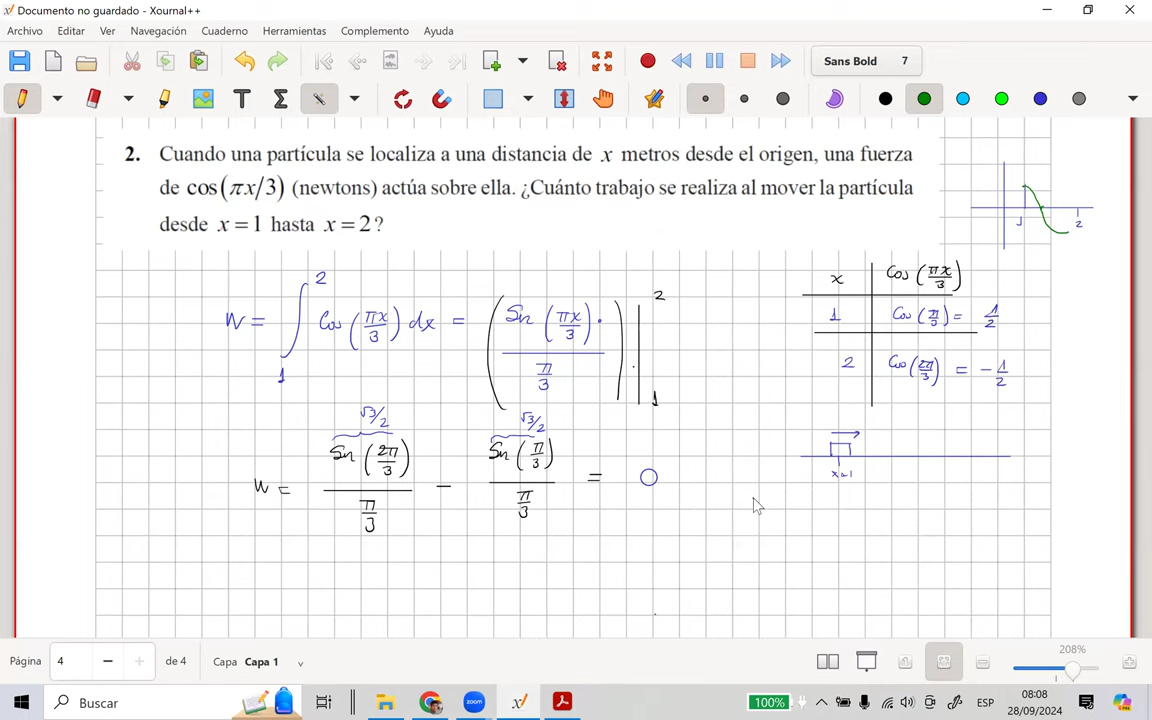 Documento no guardado - Xournal++
Archivo Editar Ver Navegación Cuaderno Herramientas Complemento Ayuda
Sans Bold 7
2. Cuando una partícula se localiza a una distancia de x metros desde el origen, una fuerza
de cos(πx/3) (newtons) actúa sobre ella. ¿Cuánto trabajo se realiza al mover la partícula
desde x = 1 hasta x = 2?
J 2
W = ∫₁² Cos (πx/3) dx = (Sn (πx/3) · / π/3) |₁²
x Cos (πx/3)
1 Cos (π/3) = 1/2
2 Cos (2π/3) = -1/2
√3/2 √3/2
W = Sn (2π/3) / π/3 - Sn (π/3) / π/3 = 0
x=1
Página 4 de 4 Capa Capa 1
208%
Buscar
100% ESP 08:08
28/09/2024